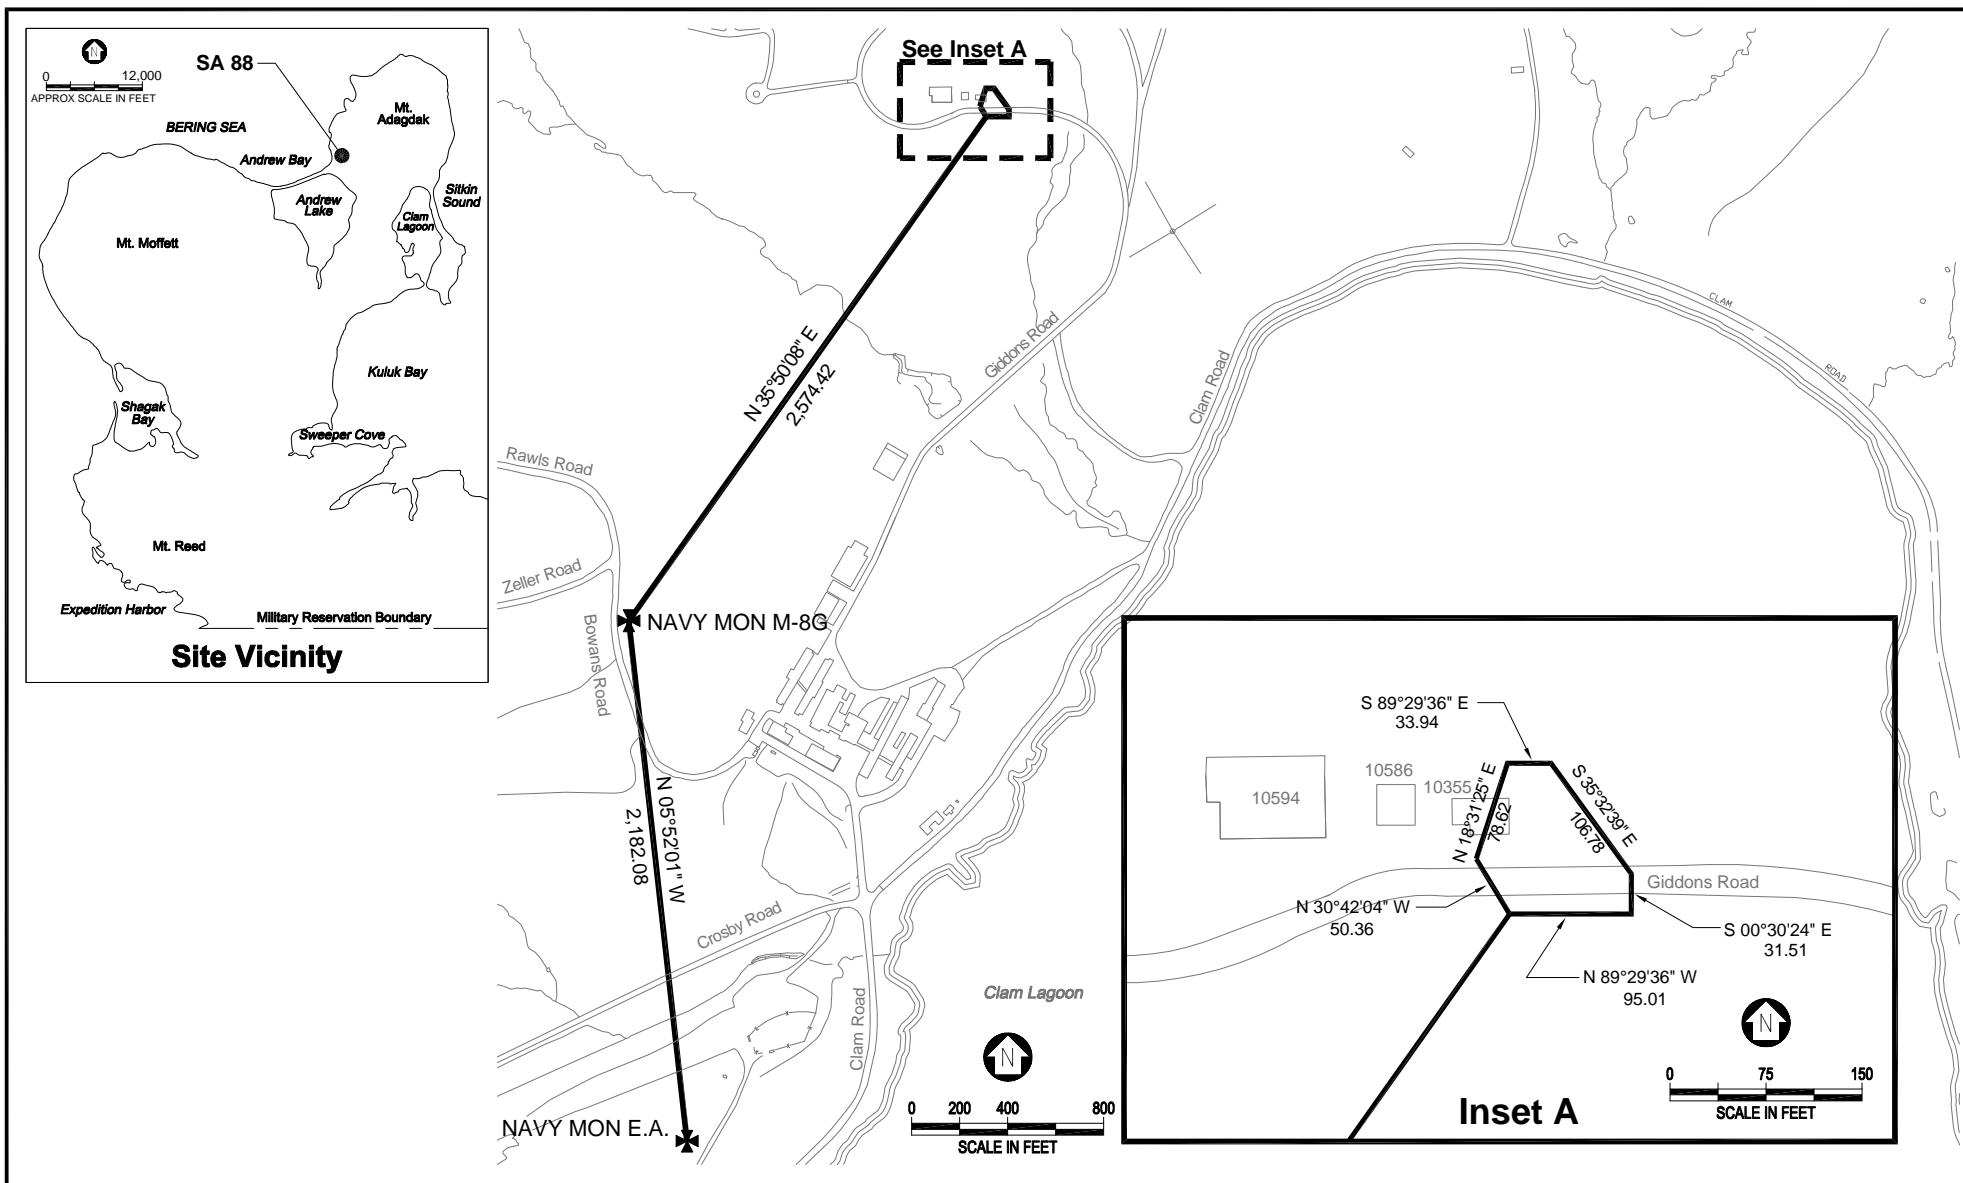 N
0 12,000
APPROX SCALE IN FEET
SA 88
Mt.
Adagdak
BERING SEA
Andrew Bay
Andrew
Lake
Sitkin
Sound
Clam
Lagoon
Mt. Moffett
Kuluk Bay
Shagak
Bay
Sweeper Cove
Mt. Reed
Expedition Harbor
Military Reservation Boundary
Site Vicinity
See Inset A
N 35°50'08" E
2,574.42
Giddons Road
Clam Road
CLAM
ROAD
Rawls Road
Zeller Road
Bowans Road
NAVY MON M-8G
N 05°52'01" W
2,182.08
Crosby Road
Clam Road
Clam Lagoon
NAVY MON E.A.
N
0 200 400 800
SCALE IN FEET
S 89°29'36" E
33.94
10594
10586
10355
N 18°31'25" E
78.62
S 35°32'39" E
106.78
Giddons Road
N 30°42'04" W
50.36
S 00°30'24" E
31.51
N 89°29'36" W
95.01
N
0 75 150
SCALE IN FEET
Inset A